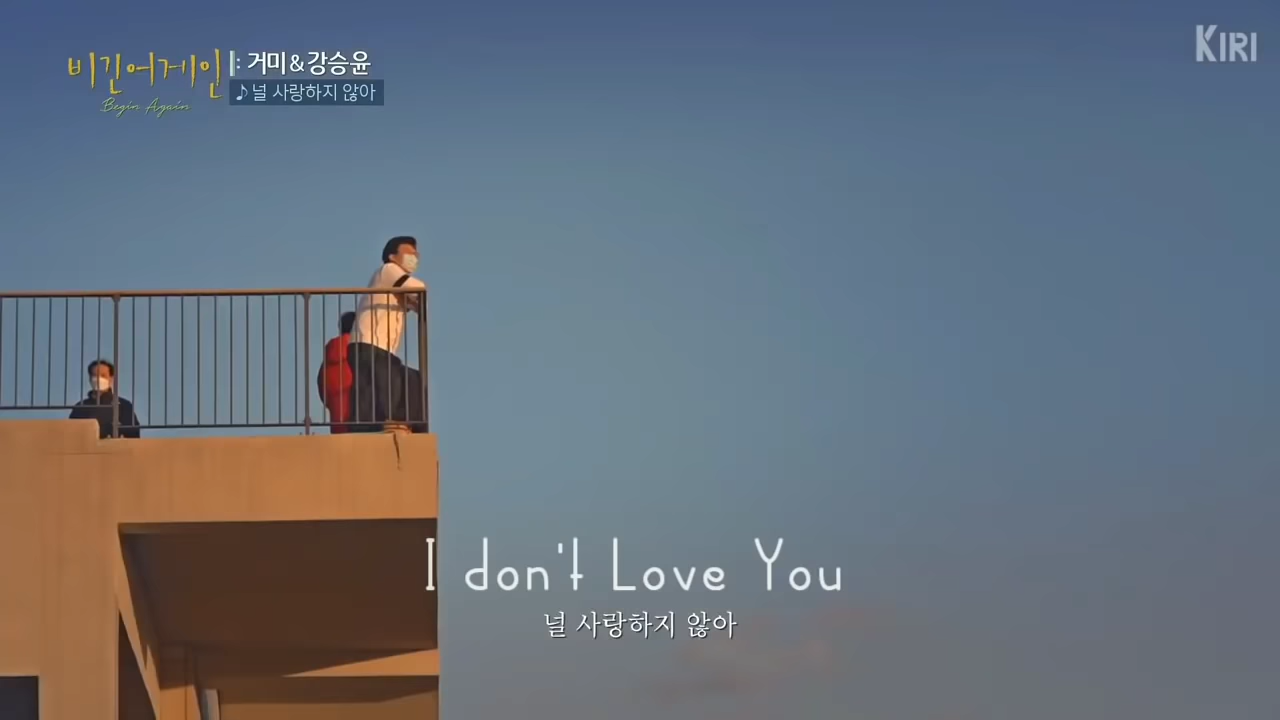 비긴어게인
Begin Again
: 거미&강승윤
♪ 널 사랑하지 않아
KIRI
I don't Love You
널 사랑하지 않아